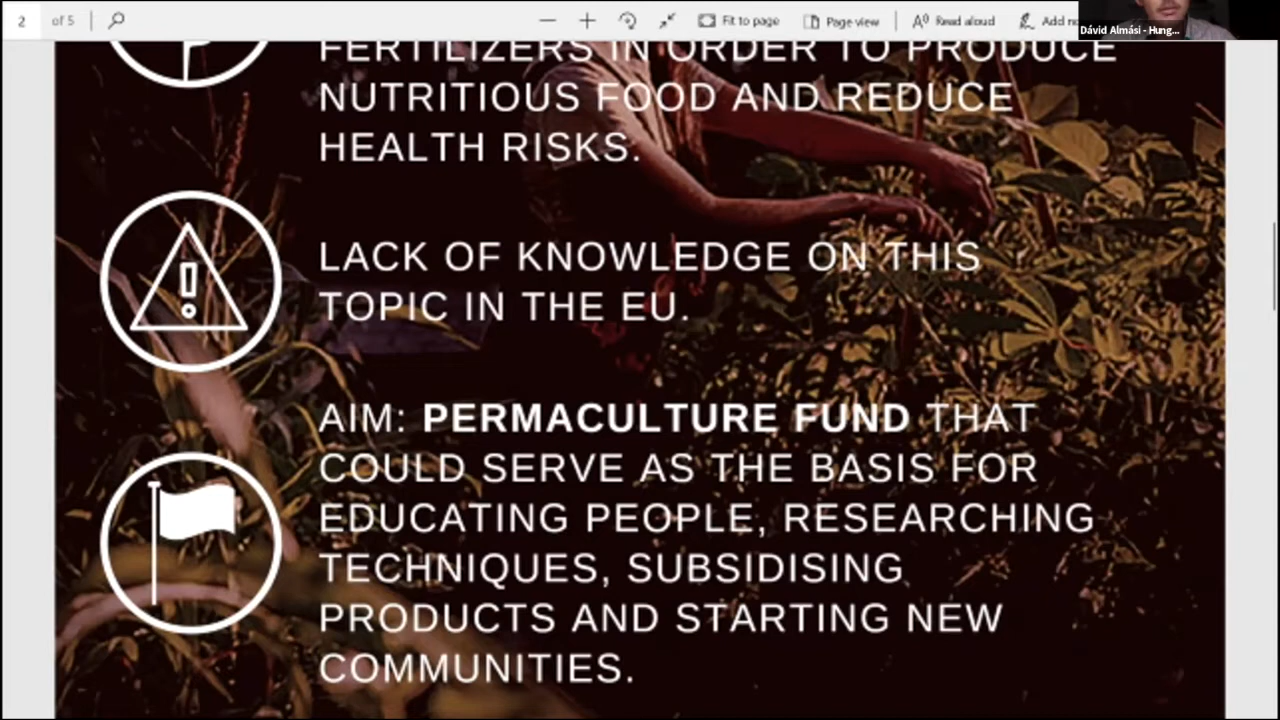 2 of 5
Fit to page
Page view
Read aloud
Add no
Dávid Almási - Hung...
FERTILIZERS IN ORDER TO PRODUCE
NUTRITIOUS FOOD AND REDUCE
HEALTH RISKS.
LACK OF KNOWLEDGE ON THIS
TOPIC IN THE EU.
AIM: PERMACULTURE FUND THAT
COULD SERVE AS THE BASIS FOR
EDUCATING PEOPLE, RESEARCHING
TECHNIQUES, SUBSIDISING
PRODUCTS AND STARTING NEW
COMMUNITIES.